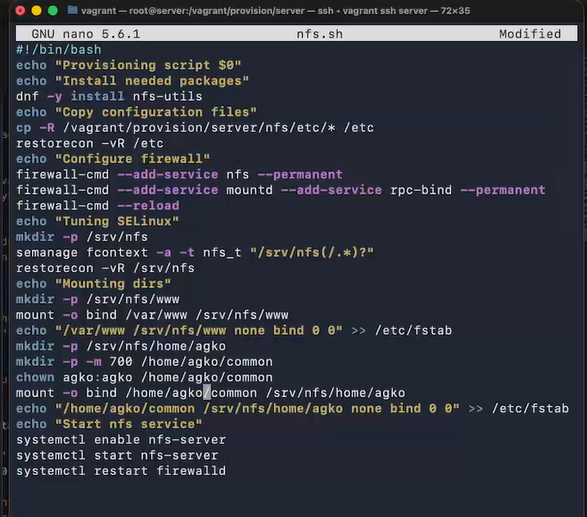 vagrant — root@server:/vagrant/provision/server — ssh ◂ vagrant ssh server — 72×35
GNU nano 5.6.1 nfs.sh Modified
#!/bin/bash
echo "Provisioning script $0"
echo "Install needed packages"
dnf -y install nfs-utils
echo "Copy configuration files"
cp -R /vagrant/provision/server/nfs/etc/* /etc
restorecon -vR /etc
echo "Configure firewall"
firewall-cmd --add-service nfs --permanent
firewall-cmd --add-service mountd --add-service rpc-bind --permanent
firewall-cmd --reload
echo "Tuning SELinux"
mkdir -p /srv/nfs
semanage fcontext -a -t nfs_t "/srv/nfs(/.*)?"
restorecon -vR /srv/nfs
echo "Mounting dirs"
mkdir -p /srv/nfs/www
mount -o bind /var/www /srv/nfs/www
echo "/var/www /srv/nfs/www none bind 0 0" >> /etc/fstab
mkdir -p /srv/nfs/home/agko
mkdir -p -m 700 /home/agko/common
chown agko:agko /home/agko/common
mount -o bind /home/agko/common /srv/nfs/home/agko
echo "/home/agko/common /srv/nfs/home/agko none bind 0 0" >> /etc/fstab
echo "Start nfs service"
systemctl enable nfs-server
systemctl start nfs-server
systemctl restart firewalld